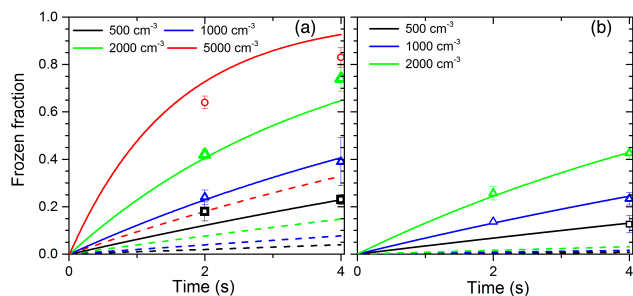 1.0
0.8
0.6
0.4
0.2
0.0
Frozen fraction
500 cm⁻³ 1000 cm⁻³ (a)
2000 cm⁻³ 5000 cm⁻³
0 2 4
Time (s)
500 cm⁻³ (b)
1000 cm⁻³
2000 cm⁻³
0 2 4
Time (s)